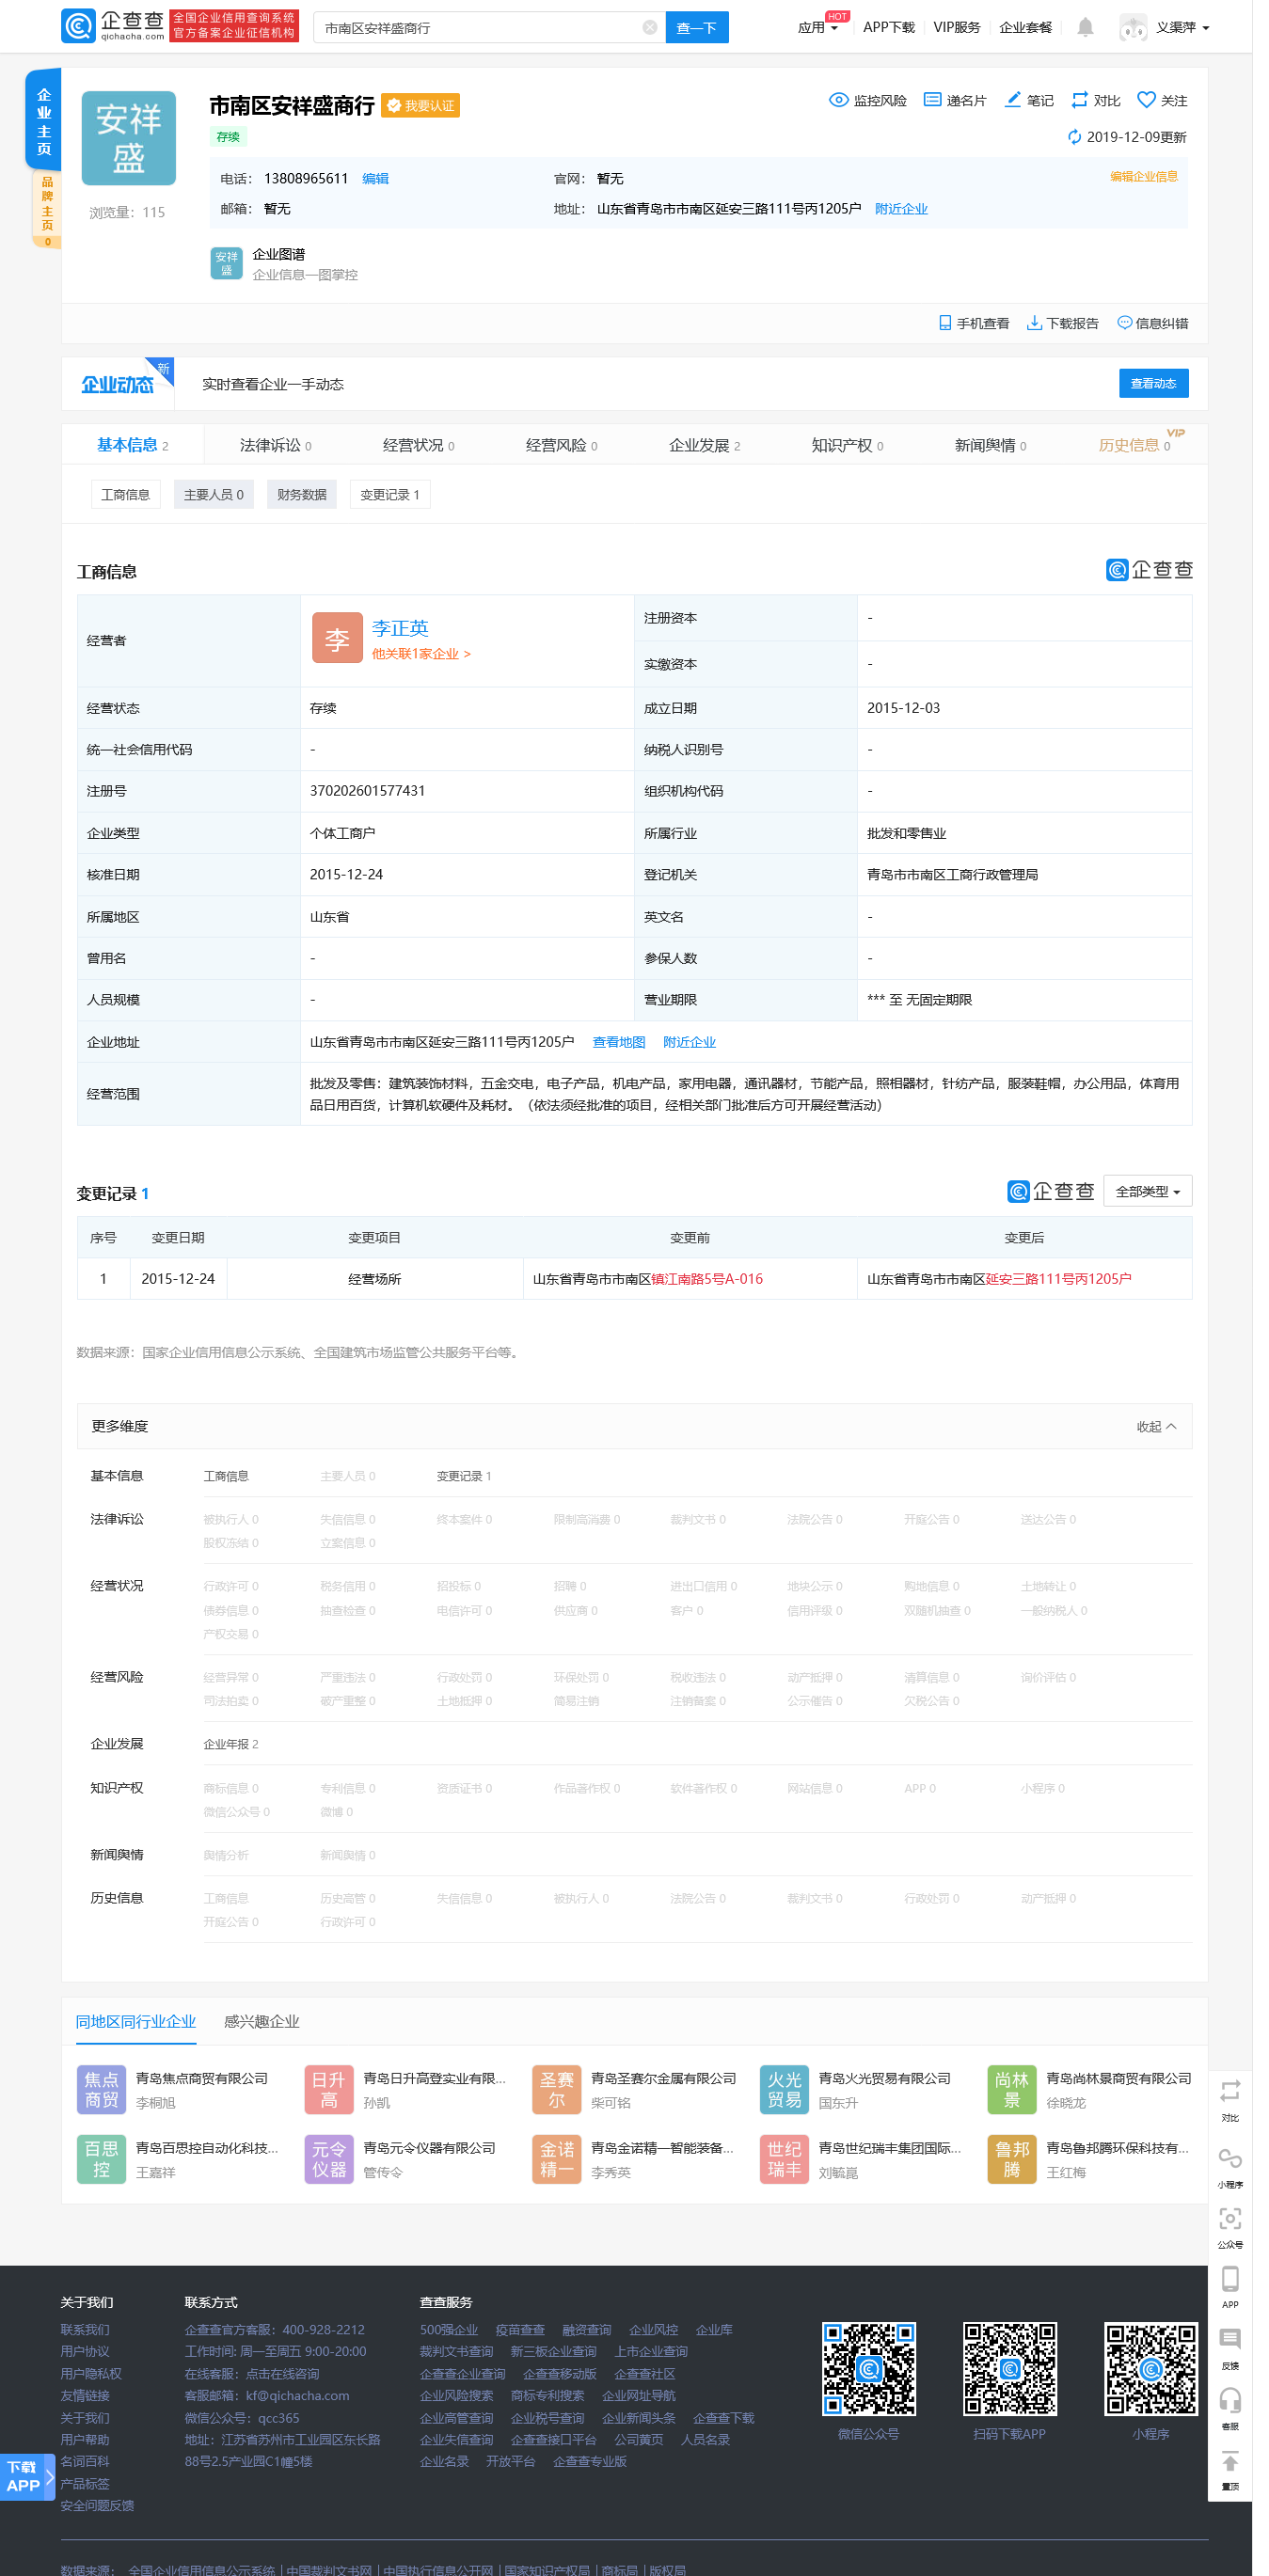 企查查
qichacha.com
全国企业信用查询系统
官方备案企业征信机构
市南区安祥盛商行
查一下
应用
HOT
APP下载
VIP服务
企业套餐
义渠萍
企业主页
品牌主页
0
安祥盛
浏览量：115
市南区安祥盛商行
我要认证
存续
监控风险
递名片
笔记
对比
关注
2019-12-09更新
电话： 13808965611 编辑
官网： 暂无
编辑企业信息
邮箱： 暂无
地址： 山东省青岛市市南区延安三路111号丙1205户 附近企业
安祥盛
企业图谱
企业信息一图掌控
手机查看
下载报告
信息纠错
企业动态
新
实时查看企业一手动态
查看动态
基本信息 2
法律诉讼 0
经营状况 0
经营风险 0
企业发展 2
知识产权 0
新闻舆情 0
历史信息 0
VIP
工商信息
主要人员 0
财务数据
变更记录 1
工商信息
企查查
经营者
李
李正英
他关联1家企业 >
注册资本 -
实缴资本 -
经营状态 存续 成立日期 2015-12-03
统一社会信用代码 - 纳税人识别号 -
注册号 370202601577431 组织机构代码 -
企业类型 个体工商户 所属行业 批发和零售业
核准日期 2015-12-24 登记机关 青岛市市南区工商行政管理局
所属地区 山东省 英文名 -
曾用名 - 参保人数 -
人员规模 - 营业期限 *** 至 无固定期限
企业地址 山东省青岛市市南区延安三路111号丙1205户 查看地图 附近企业
经营范围 批发及零售：建筑装饰材料，五金交电，电子产品，机电产品，家用电器，通讯器材，节能产品，照相器材，针纺产品，服装鞋帽，办公用品，体育用
品日用百货，计算机软硬件及耗材。（依法须经批准的项目，经相关部门批准后方可开展经营活动）
变更记录 1
企查查
全部类型
序号 变更日期 变更项目 变更前 变更后
1 2015-12-24 经营场所 山东省青岛市市南区镇江南路5号A-016 山东省青岛市市南区延安三路111号丙1205户
数据来源：国家企业信用信息公示系统、全国建筑市场监管公共服务平台等。
更多维度
收起
基本信息 工商信息 主要人员 0 变更记录 1
法律诉讼 被执行人 0 失信信息 0 终本案件 0 限制高消费 0 裁判文书 0 法院公告 0 开庭公告 0 送达公告 0
股权冻结 0 立案信息 0
经营状况 行政许可 0 税务信用 0 招投标 0 招聘 0 进出口信用 0 地块公示 0 购地信息 0 土地转让 0
债券信息 0 抽查检查 0 电信许可 0 供应商 0 客户 0 信用评级 0 双随机抽查 0 一般纳税人 0
产权交易 0
经营风险 经营异常 0 严重违法 0 行政处罚 0 环保处罚 0 税收违法 0 动产抵押 0 清算信息 0 询价评估 0
司法拍卖 0 破产重整 0 土地抵押 0 简易注销 注销备案 0 公示催告 0 欠税公告 0
企业发展 企业年报 2
知识产权 商标信息 0 专利信息 0 资质证书 0 作品著作权 0 软件著作权 0 网站信息 0 APP 0 小程序 0
微信公众号 0 微博 0
新闻舆情 舆情分析 新闻舆情 0
历史信息 工商信息 历史高管 0 失信信息 0 被执行人 0 法院公告 0 裁判文书 0 行政处罚 0 动产抵押 0
开庭公告 0 行政许可 0
同地区同行业企业
感兴趣企业
焦点商贸 青岛焦点商贸有限公司 李桐旭
日升高 青岛日升高登实业有限... 孙凯
圣赛尔 青岛圣赛尔金属有限公司 柴可铭
火光贸易 青岛火光贸易有限公司 国东升
尚林景 青岛尚林景商贸有限公司 徐晓龙
百思控 青岛百思控自动化科技... 王嘉祥
元令仪器 青岛元令仪器有限公司 管传令
金诺精一 青岛金诺精一智能装备... 李秀英
世纪瑞丰 青岛世纪瑞丰集团国际... 刘毓崑
鲁邦腾 青岛鲁邦腾环保科技有... 王红梅
对比
小程序
公众号
APP
反馈
客服
置顶
关于我们
联系我们
用户协议
用户隐私权
友情链接
关于我们
用户帮助
名词百科
产品标签
安全问题反馈
联系方式
企查查官方客服：400-928-2212
工作时间: 周一至周五 9:00-20:00
在线客服：点击在线咨询
客服邮箱：kf@qichacha.com
微信公众号：qcc365
地址：江苏省苏州市工业园区东长路
88号2.5产业园C1幢5楼
查查服务
500强企业 疫苗查查 融资查询 企业风控 企业库
裁判文书查询 新三板企业查询 上市企业查询
企查查企业查询 企查查移动版 企查查社区
企业风险搜索 商标专利搜索 企业网址导航
企业高管查询 企业税号查询 企业新闻头条 企查查下载
企业失信查询 企查查接口平台 公司黄页 人员名录
企业名录 开放平台 企查查专业版
微信公众号
扫码下载APP
小程序
下载
APP
数据来源： 全国企业信用信息公示系统 | 中国裁判文书网 | 中国执行信息公开网 | 国家知识产权局 | 商标局 | 版权局